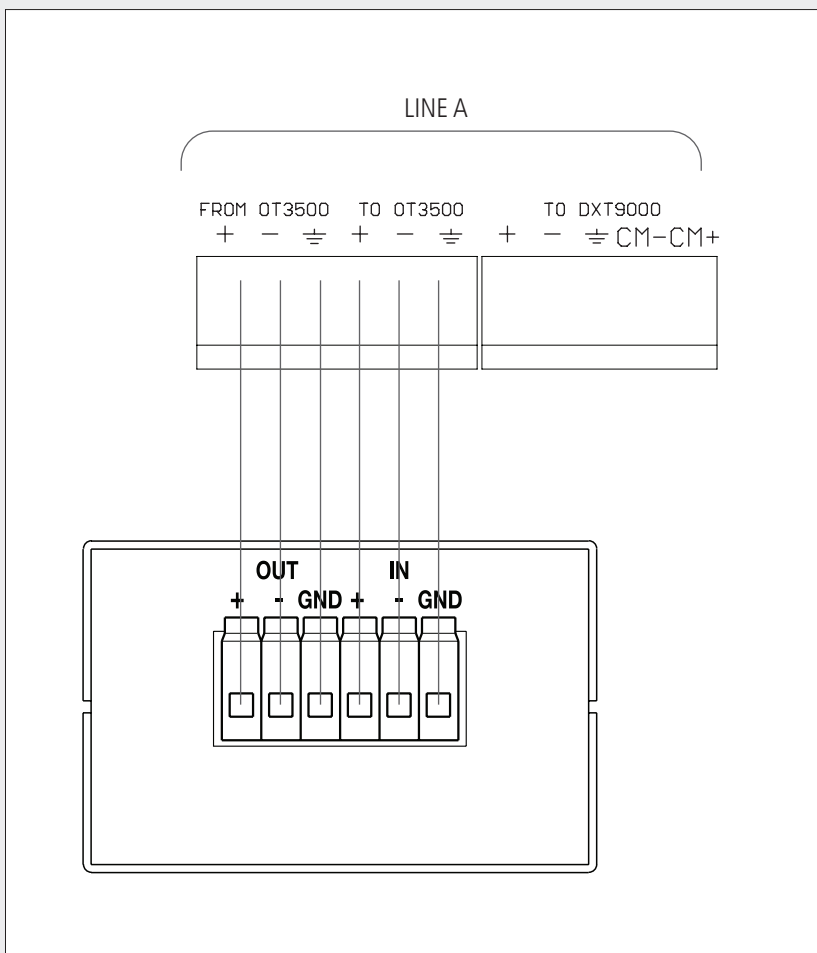 LINE A
FROM OT3500 TO OT3500 TO DXT9000
+ − ⏚ + − ⏚ + − ⏚ CM-CM+
OUT IN
+ - GND + - GND